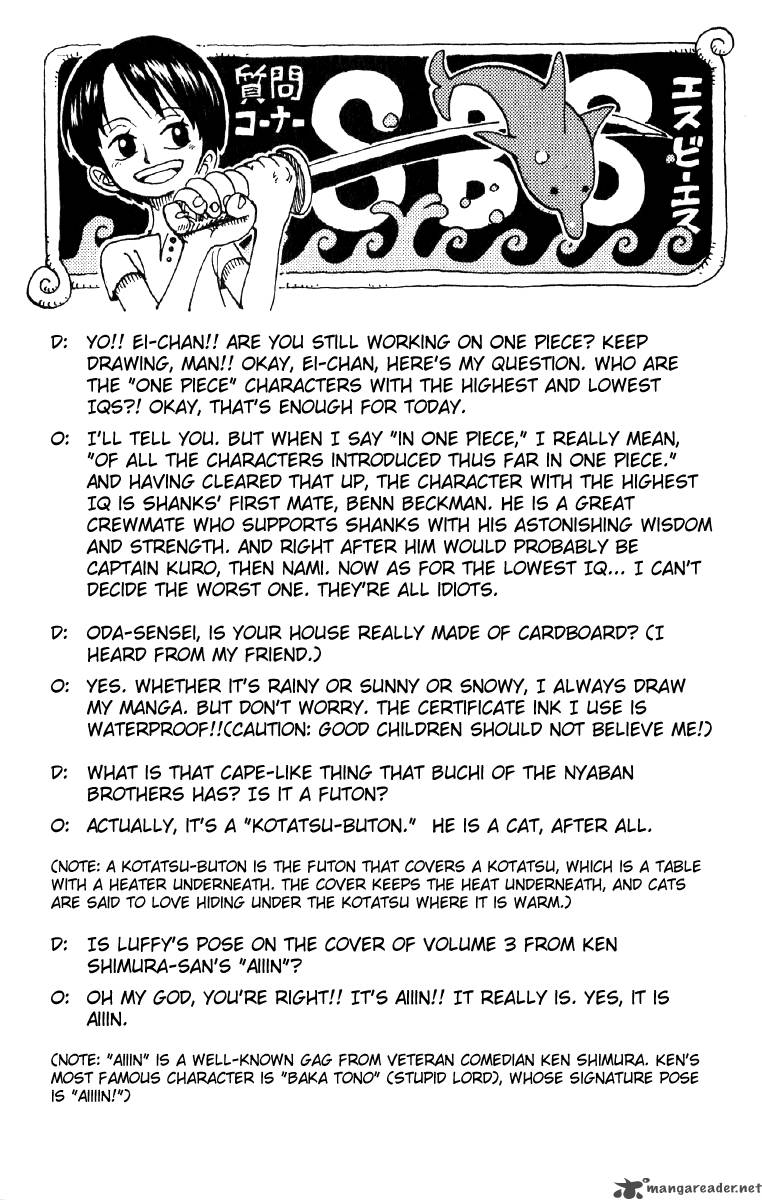 質問
コーナー
SBS
エスビーエス
D: YO!! EI-CHAN!! ARE YOU STILL WORKING ON ONE PIECE? KEEP
DRAWING, MAN!! OKAY, EI-CHAN, HERE'S MY QUESTION. WHO ARE
THE "ONE PIECE" CHARACTERS WITH THE HIGHEST AND LOWEST
IQS?! OKAY, THAT'S ENOUGH FOR TODAY.
O: I'LL TELL YOU. BUT WHEN I SAY "IN ONE PIECE," I REALLY MEAN,
"OF ALL THE CHARACTERS INTRODUCED THUS FAR IN ONE PIECE."
AND HAVING CLEARED THAT UP, THE CHARACTER WITH THE HIGHEST
IQ IS SHANKS' FIRST MATE, BENN BECKMAN. HE IS A GREAT
CREWMATE WHO SUPPORTS SHANKS WITH HIS ASTONISHING WISDOM
AND STRENGTH. AND RIGHT AFTER HIM WOULD PROBABLY BE
CAPTAIN KURO, THEN NAMI. NOW AS FOR THE LOWEST IQ... I CAN'T
DECIDE THE WORST ONE. THEY'RE ALL IDIOTS.
D: ODA-SENSEI, IS YOUR HOUSE REALLY MADE OF CARDBOARD? (I
HEARD FROM MY FRIEND.)
O: YES. WHETHER IT'S RAINY OR SUNNY OR SNOWY, I ALWAYS DRAW
MY MANGA. BUT DON'T WORRY. THE CERTIFICATE INK I USE IS
WATERPROOF!!(CAUTION: GOOD CHILDREN SHOULD NOT BELIEVE ME!)
D: WHAT IS THAT CAPE-LIKE THING THAT BUCHI OF THE NYABAN
BROTHERS HAS? IS IT A FUTON?
O: ACTUALLY, IT'S A "KOTATSU-BUTON." HE IS A CAT, AFTER ALL.
(NOTE: A KOTATSU-BUTON IS THE FUTON THAT COVERS A KOTATSU, WHICH IS A TABLE
WITH A HEATER UNDERNEATH. THE COVER KEEPS THE HEAT UNDERNEATH, AND CATS
ARE SAID TO LOVE HIDING UNDER THE KOTATSU WHERE IT IS WARM.)
D: IS LUFFY'S POSE ON THE COVER OF VOLUME 3 FROM KEN
SHIMURA-SAN'S "AIIIN"?
O: OH MY GOD, YOU'RE RIGHT!! IT'S AIIIN!! IT REALLY IS. YES, IT IS
AIIIN.
(NOTE: "AIIIN" IS A WELL-KNOWN GAG FROM VETERAN COMEDIAN KEN SHIMURA. KEN'S
MOST FAMOUS CHARACTER IS "BAKA TONO" (STUPID LORD), WHOSE SIGNATURE POSE
IS "AIIIIN!")
mangareader.net